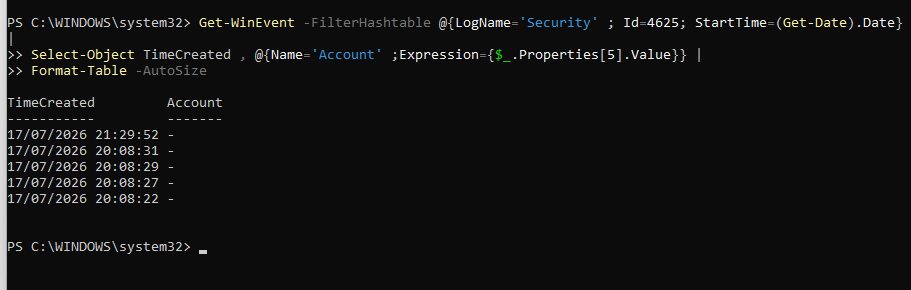 PS C:\WINDOWS\system32> Get-WinEvent -FilterHashtable @{LogName='Security' ; Id=4625; StartTime=(Get-Date).Date}
|
>> Select-Object TimeCreated , @{Name='Account' ;Expression={$_.Properties[5].Value}} |
>> Format-Table -AutoSize
TimeCreated         Account
-----------         -------
17/07/2026 21:29:52 -
17/07/2026 20:08:31 -
17/07/2026 20:08:29 -
17/07/2026 20:08:27 -
17/07/2026 20:08:22 -
PS C:\WINDOWS\system32>